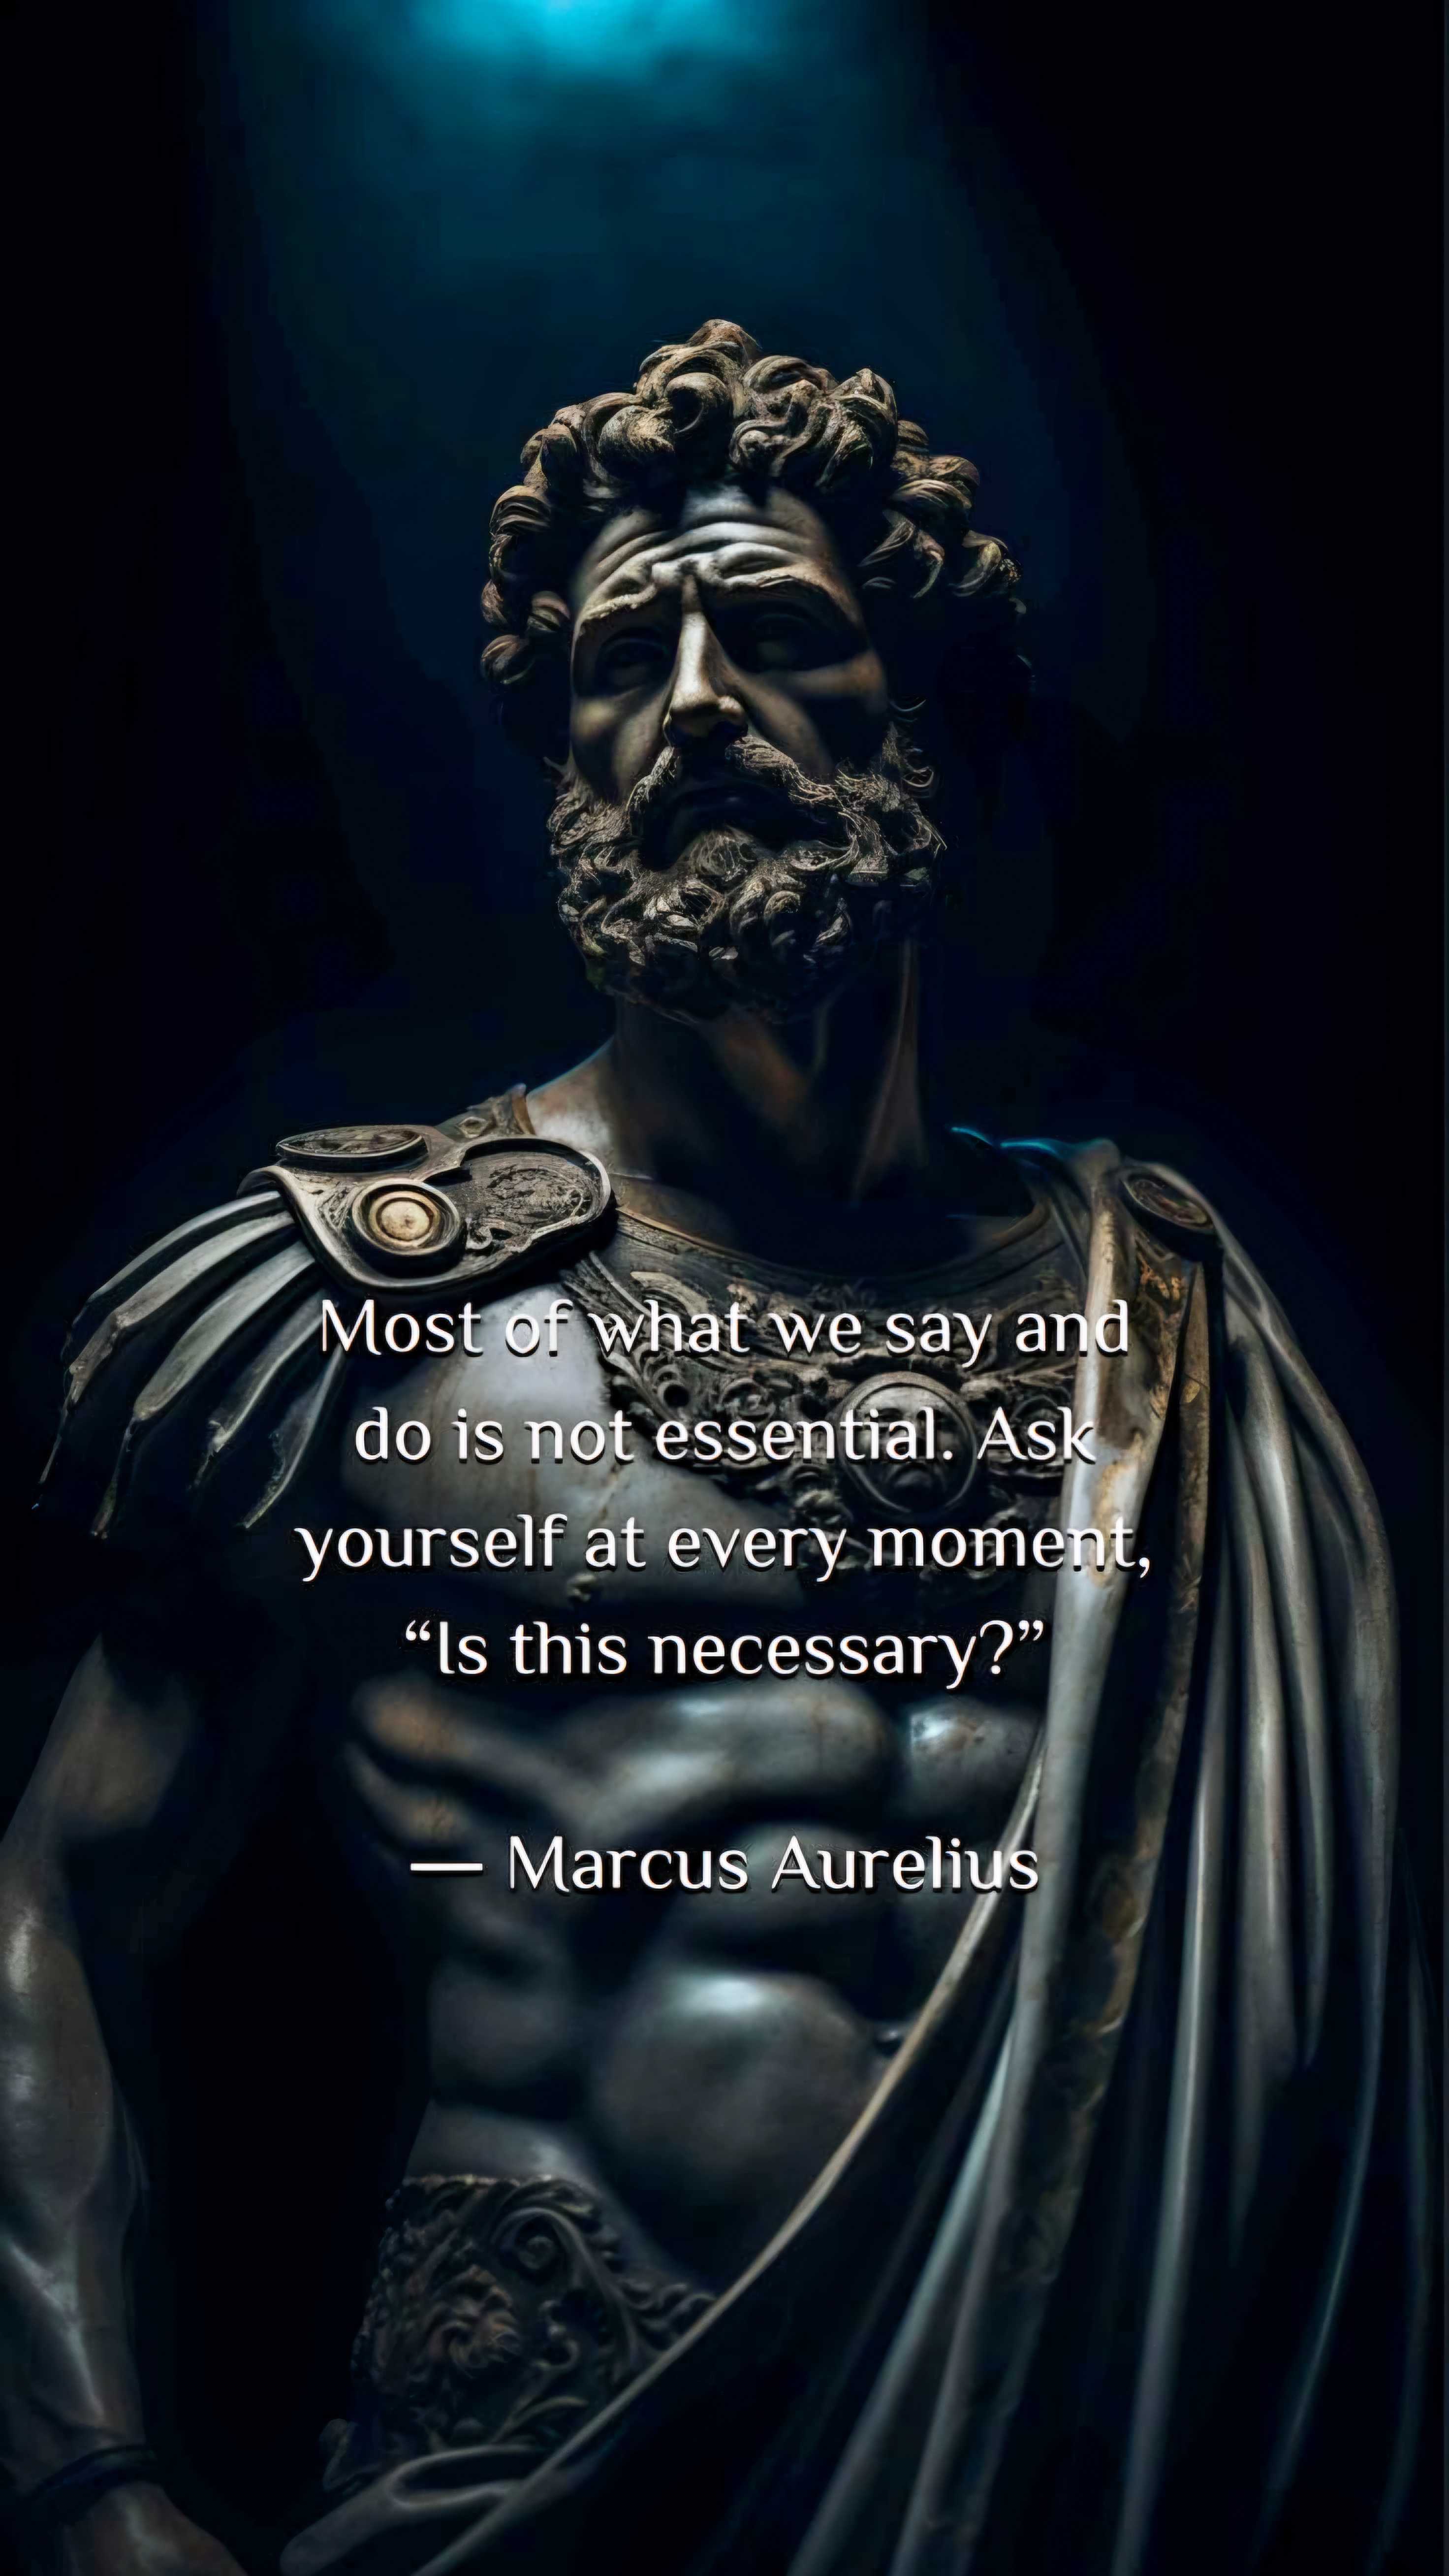 Most of what we say and
do is not essential. Ask
yourself at every moment,
“Is this necessary?”
— Marcus Aurelius